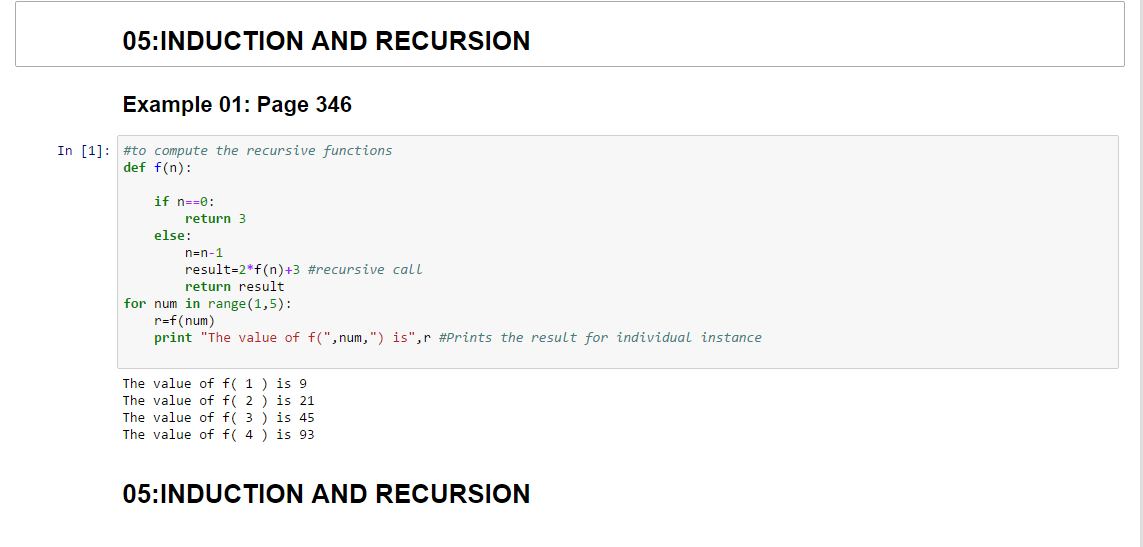 05:INDUCTION AND RECURSION
Example 01: Page 346
In [1]: #to compute the recursive functions
def f(n):
    if n==0:
        return 3
    else:
        n=n-1
        result=2*f(n)+3 #recursive call
        return result
for num in range(1,5):
    r=f(num)
    print "The value of f(",num,") is",r #Prints the result for individual instance
The value of f( 1 ) is 9
The value of f( 2 ) is 21
The value of f( 3 ) is 45
The value of f( 4 ) is 93
05:INDUCTION AND RECURSION